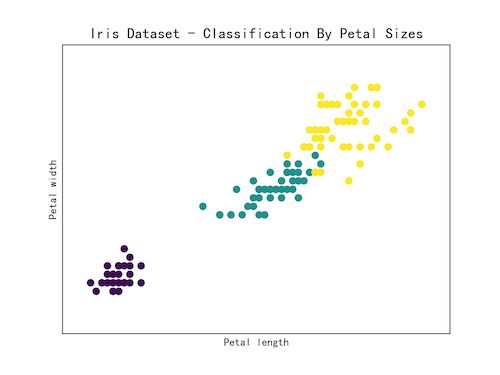 Iris Dataset - Classification By Petal Sizes
Petal width
Petal length